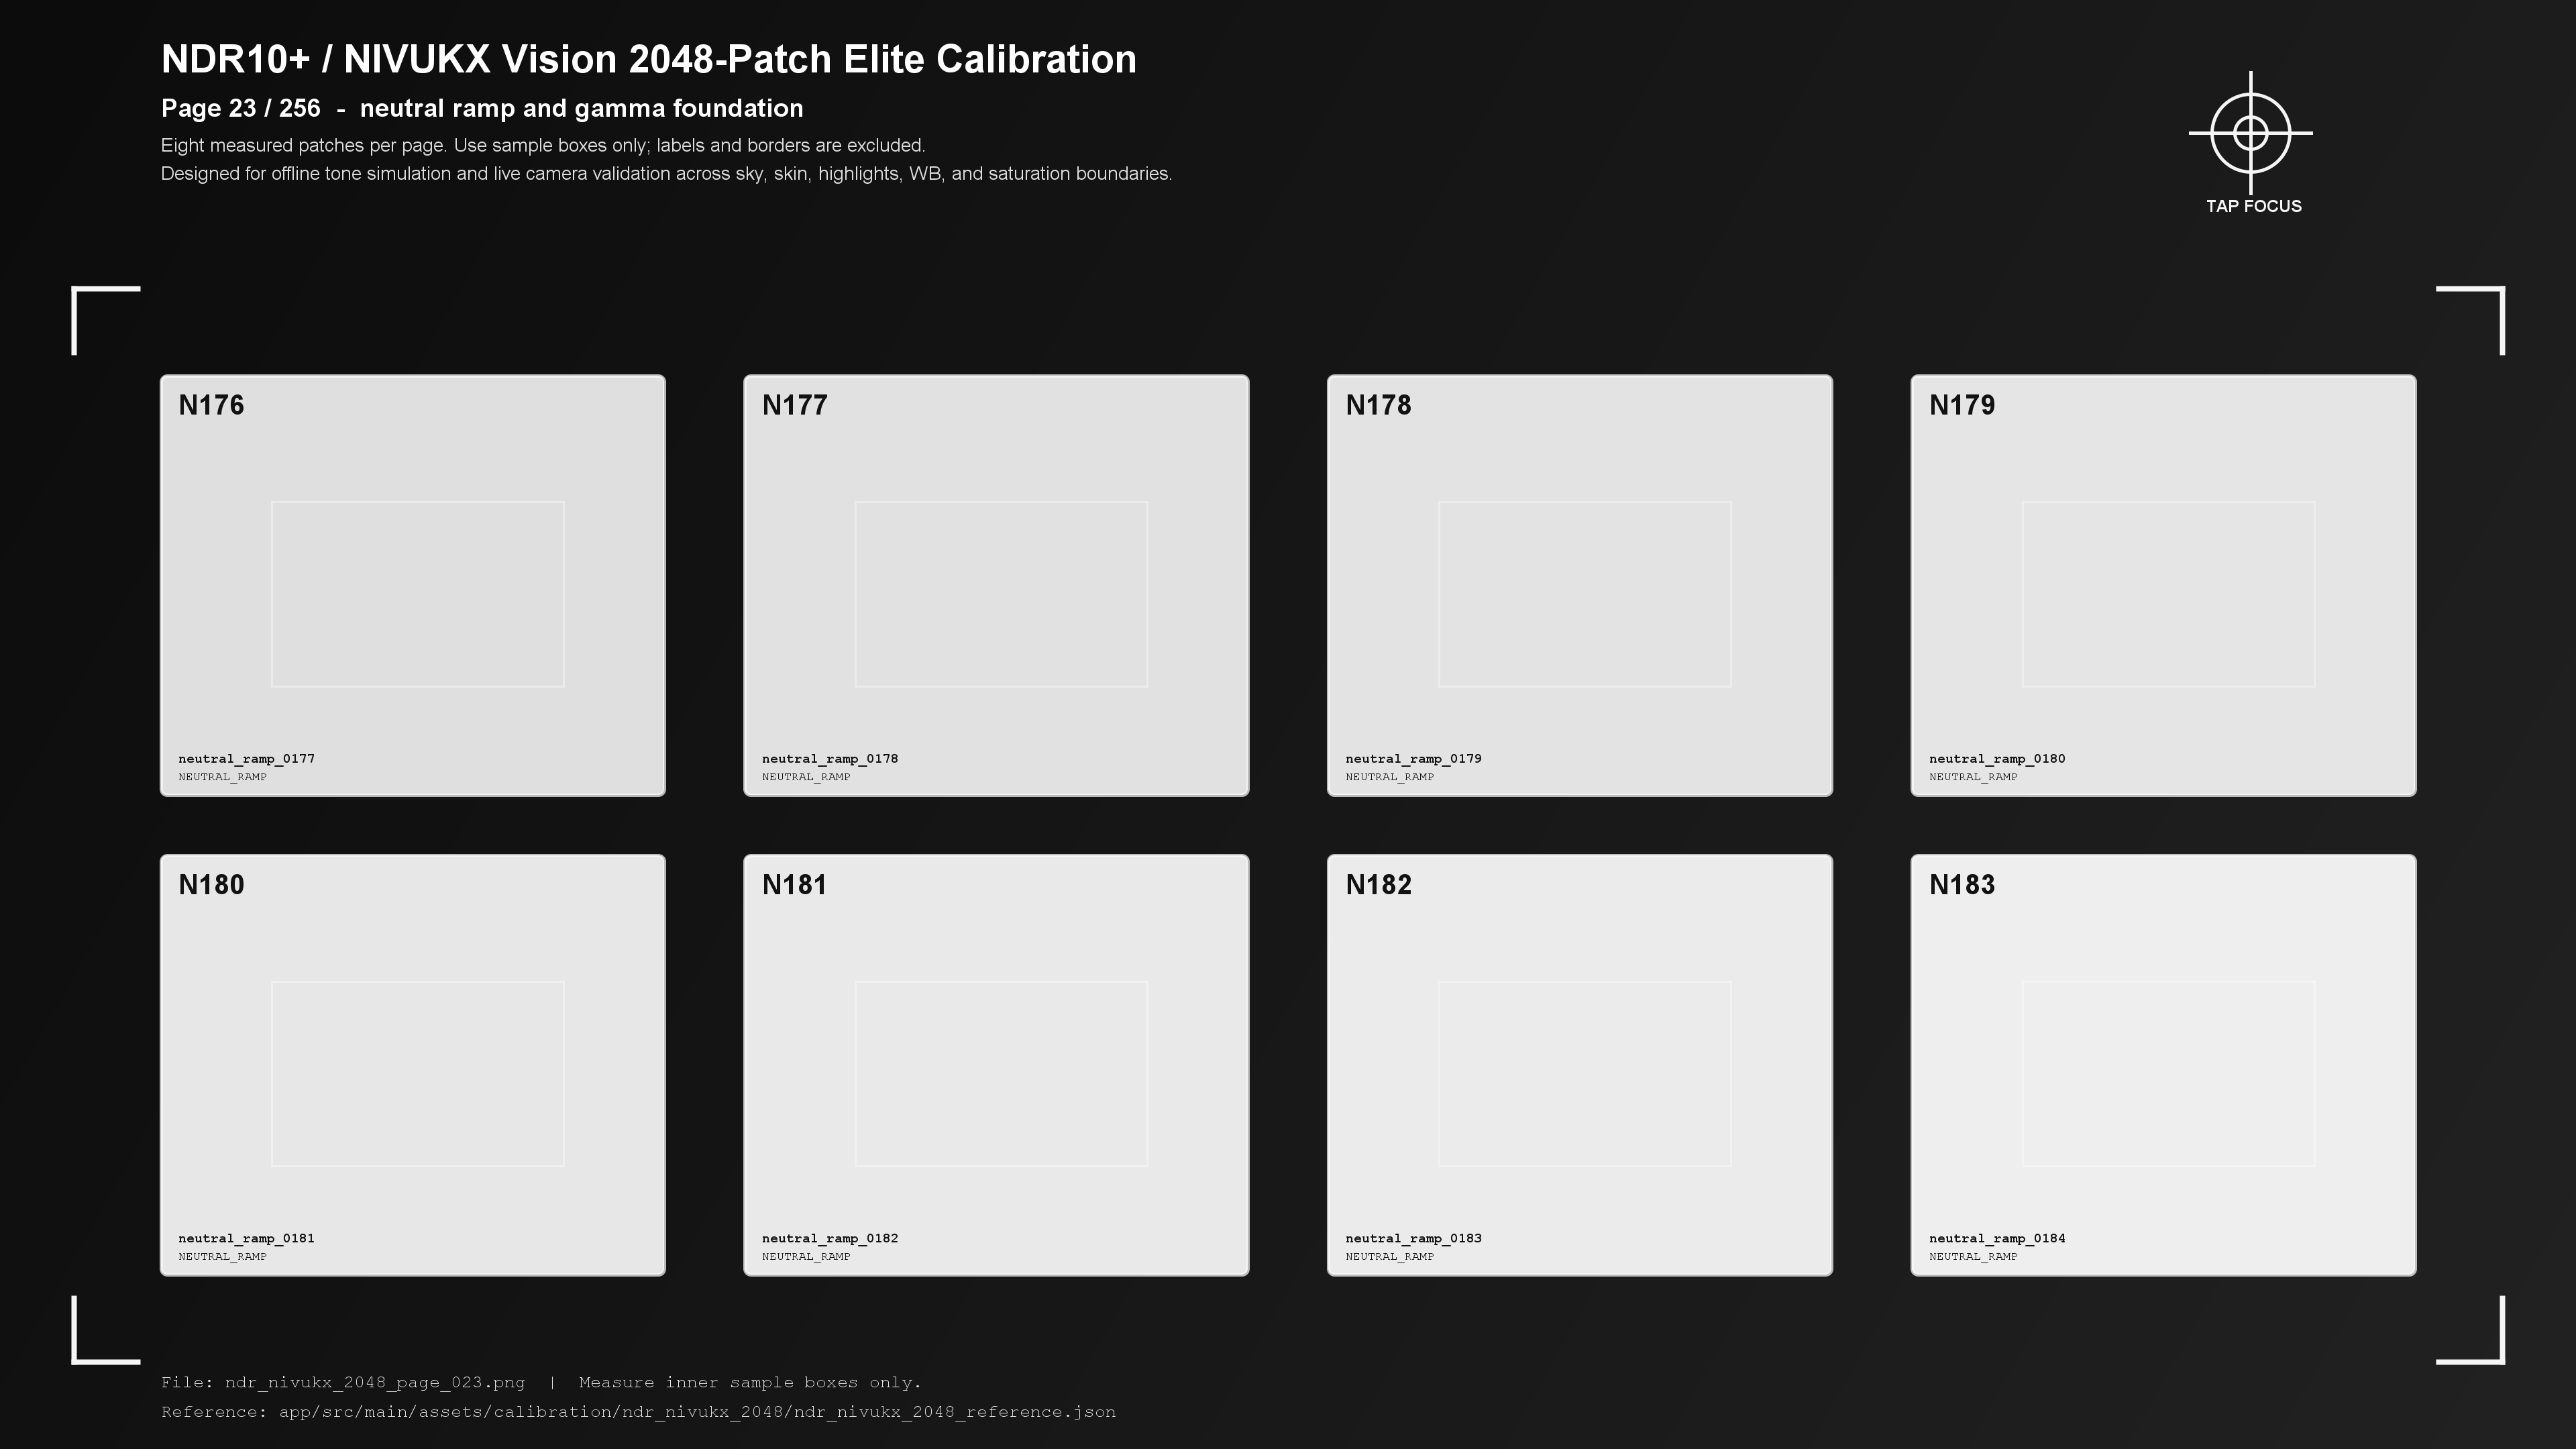 NDR10+ / NIVUKX Vision 2048-Patch Elite Calibration
Page 23 / 256 - neutral ramp and gamma foundation
Eight measured patches per page. Use sample boxes only; labels and borders are excluded.
Designed for offline tone simulation and live camera validation across sky, skin, highlights, WB, and saturation boundaries.
TAP FOCUS
N176
neutral_ramp_0177
NEUTRAL_RAMP
N177
neutral_ramp_0178
NEUTRAL_RAMP
N178
neutral_ramp_0179
NEUTRAL_RAMP
N179
neutral_ramp_0180
NEUTRAL_RAMP
N180
neutral_ramp_0181
NEUTRAL_RAMP
N181
neutral_ramp_0182
NEUTRAL_RAMP
N182
neutral_ramp_0183
NEUTRAL_RAMP
N183
neutral_ramp_0184
NEUTRAL_RAMP
File: ndr_nivukx_2048_page_023.png | Measure inner sample boxes only.
Reference: app/src/main/assets/calibration/ndr_nivukx_2048/ndr_nivukx_2048_reference.json